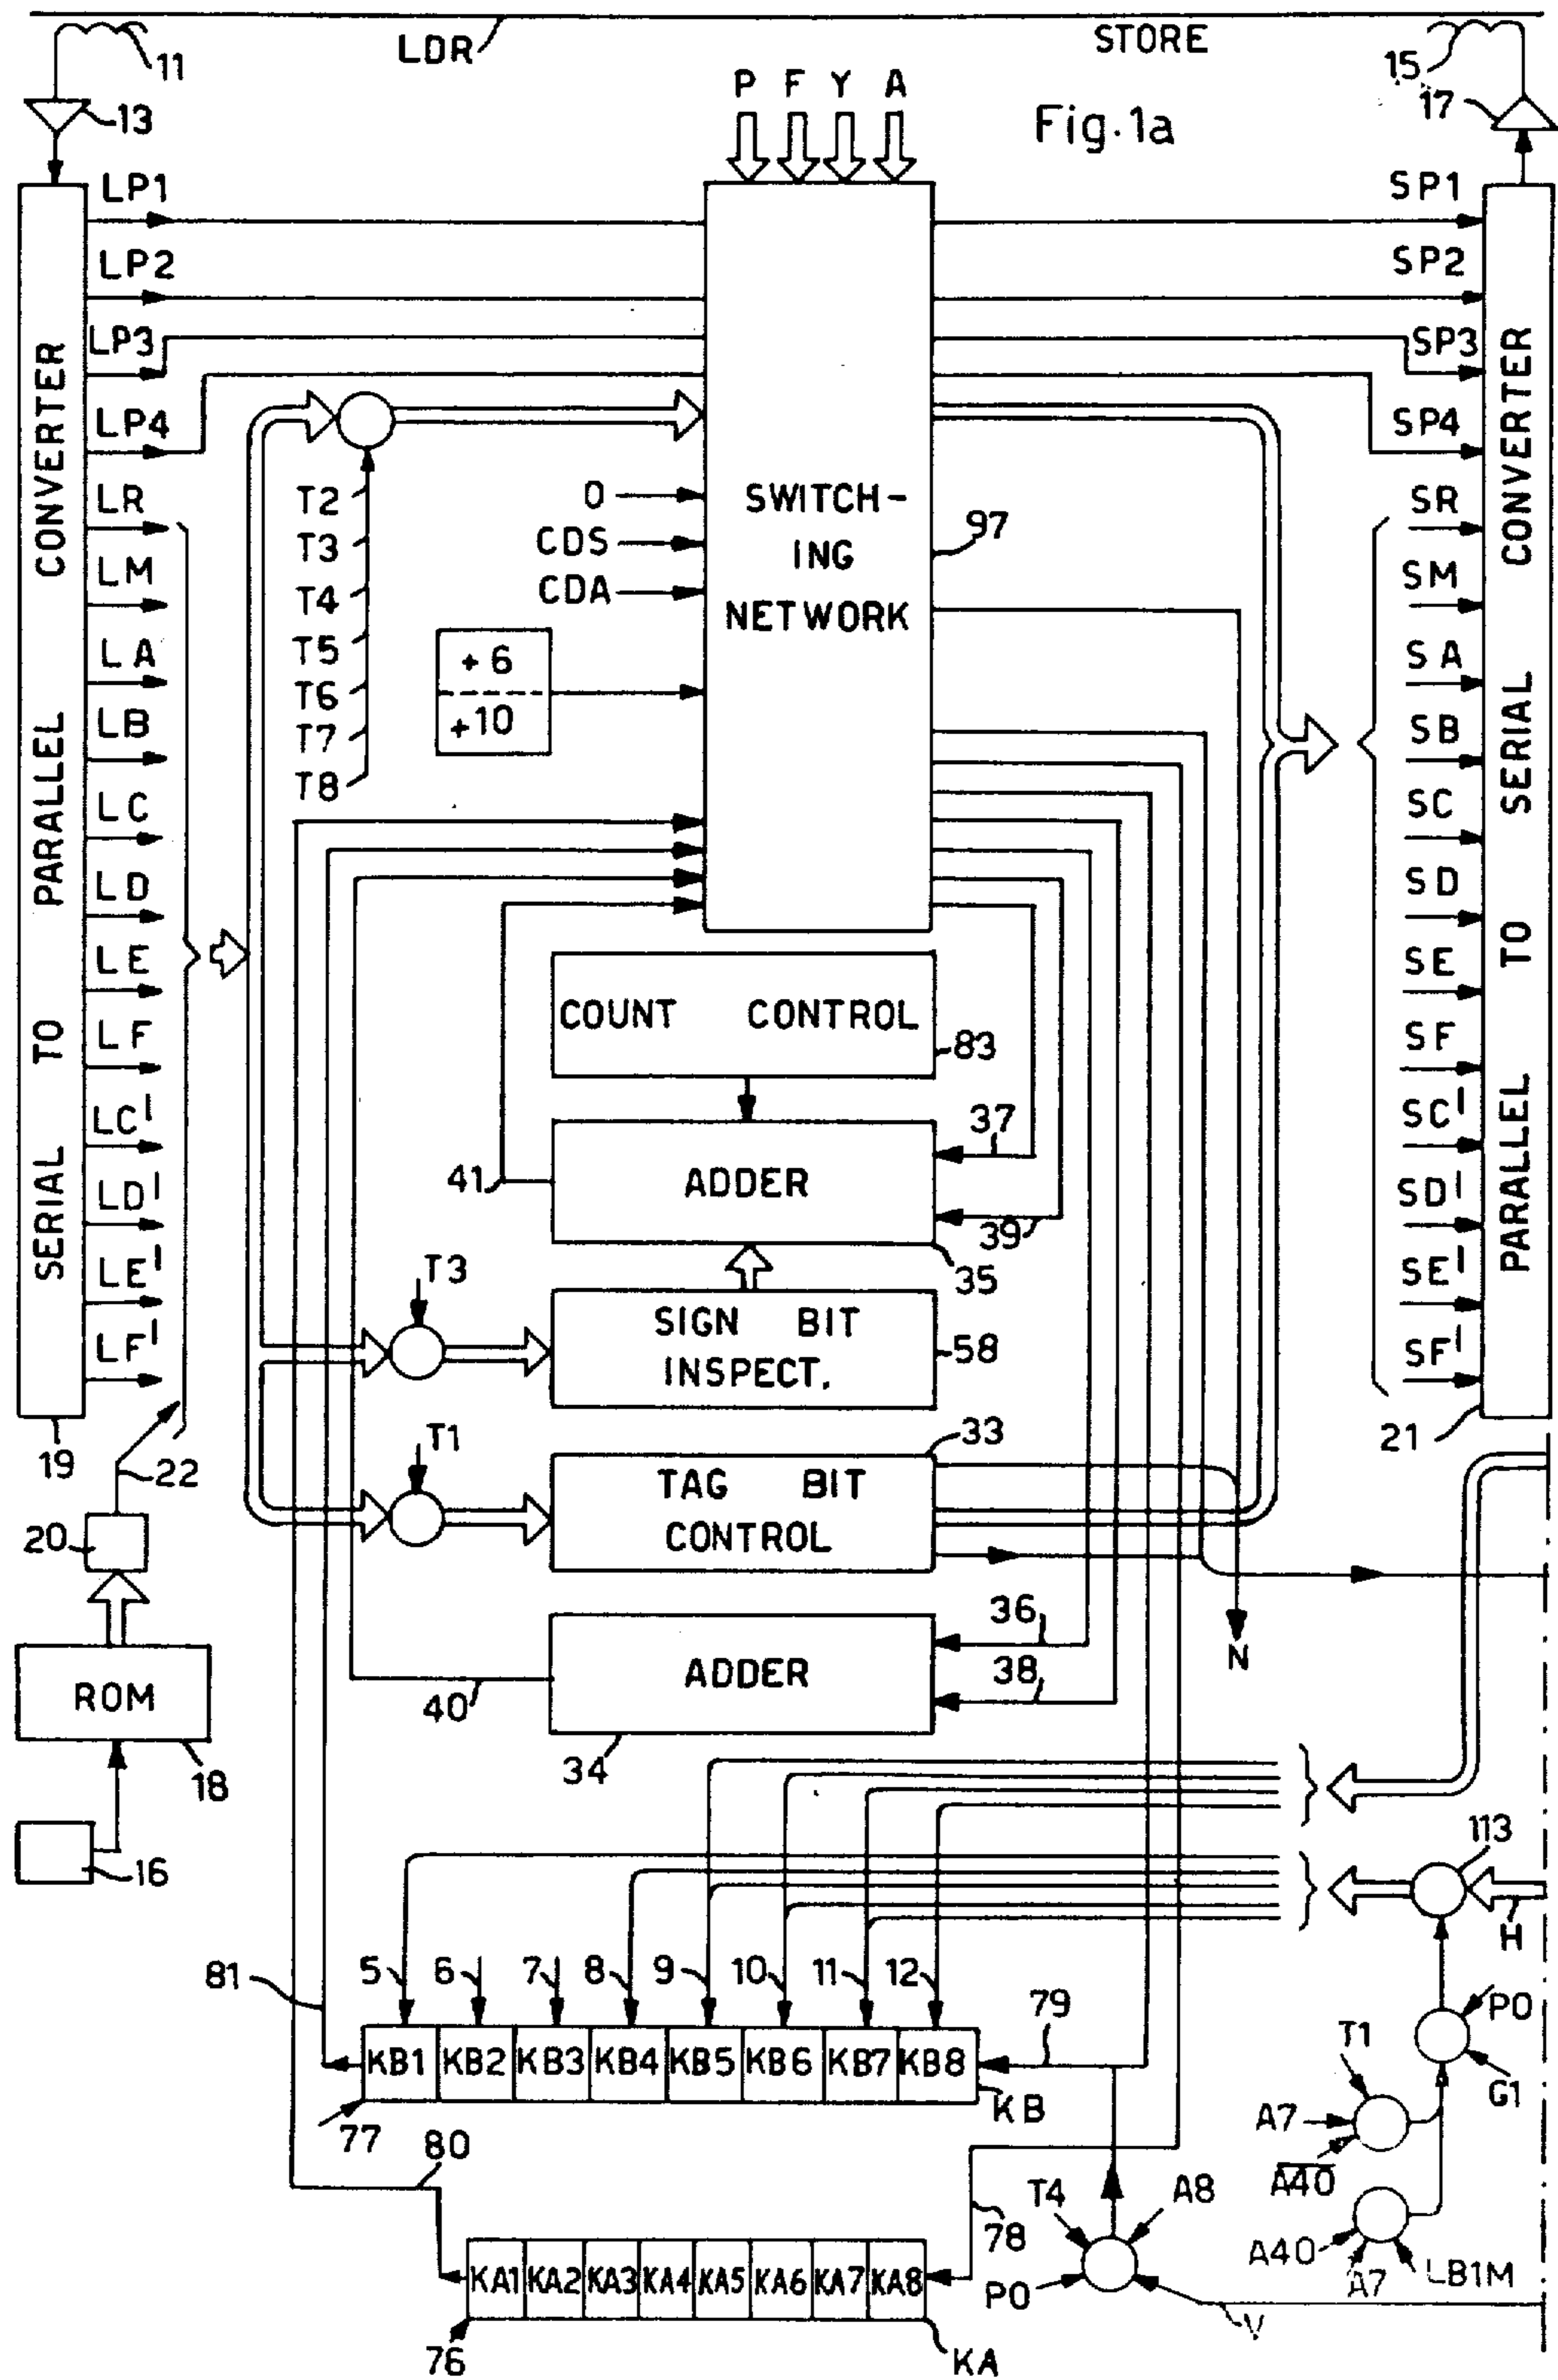 LDR
STORE
11
15
13
17
P F Y A
Fig. 1a
LP1
LP2
LP3
LP4
LR
LM
LA
LB
LC
LD
LE
LF
LC'
LD'
LE'
LF'
SERIAL TO PARALLEL CONVERTER
19
22
20
ROM
18
16
T2
T3
T4
T5
T6
T7
T8
0
CDS
CDA
+6
+10
SWITCH-
ING
NETWORK
97
COUNT CONTROL
83
37
ADDER
41
39
35
T3
SIGN BIT
INSPECT.
58
T1
33
TAG BIT
CONTROL
36
ADDER
38
40
34
N
SP1
SP2
SP3
SP4
SR
SM
SA
SB
SC
SD
SE
SF
SC'
SD'
SE'
SF'
PARALLEL TO SERIAL CONVERTER
21
113
H
81
5 6 7 8 9 10 11 12
79
KB1 KB2 KB3 KB4 KB5 KB6 KB7 KB8
KB
77
80
P0
T1
G1
A7
A40
T4
A8
78
A40
A7
LB1M
KA1 KA2 KA3 KA4 KA5 KA6 KA7 KA8
P0
V
76
KA